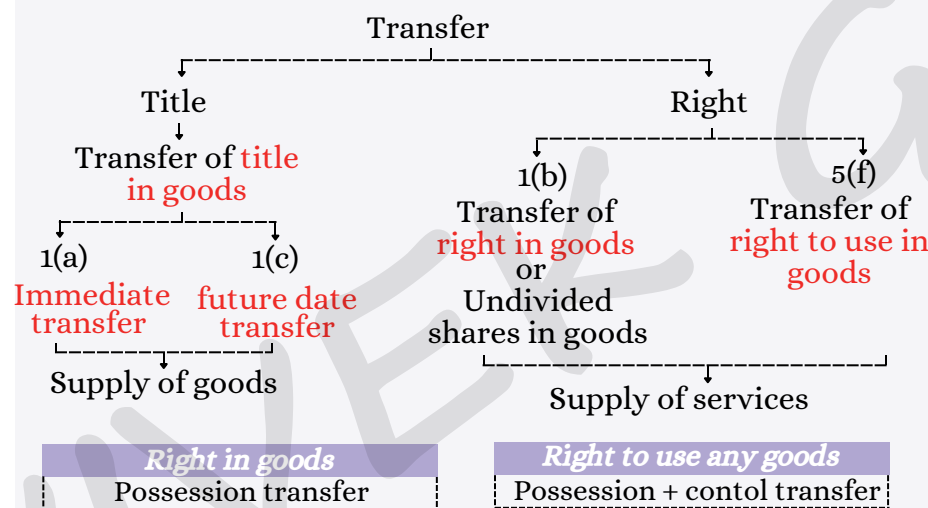 Transfer
Title
Right
Transfer of title
in goods
1(a)
Immediate
transfer
1(c)
future date
transfer
Supply of goods
1(b)
Transfer of
right in goods
or
Undivided
shares in goods
5(f)
Transfer of
right to use in
goods
Supply of services
Right in goods
Possession transfer
Right to use any goods
Possession + contol transfer